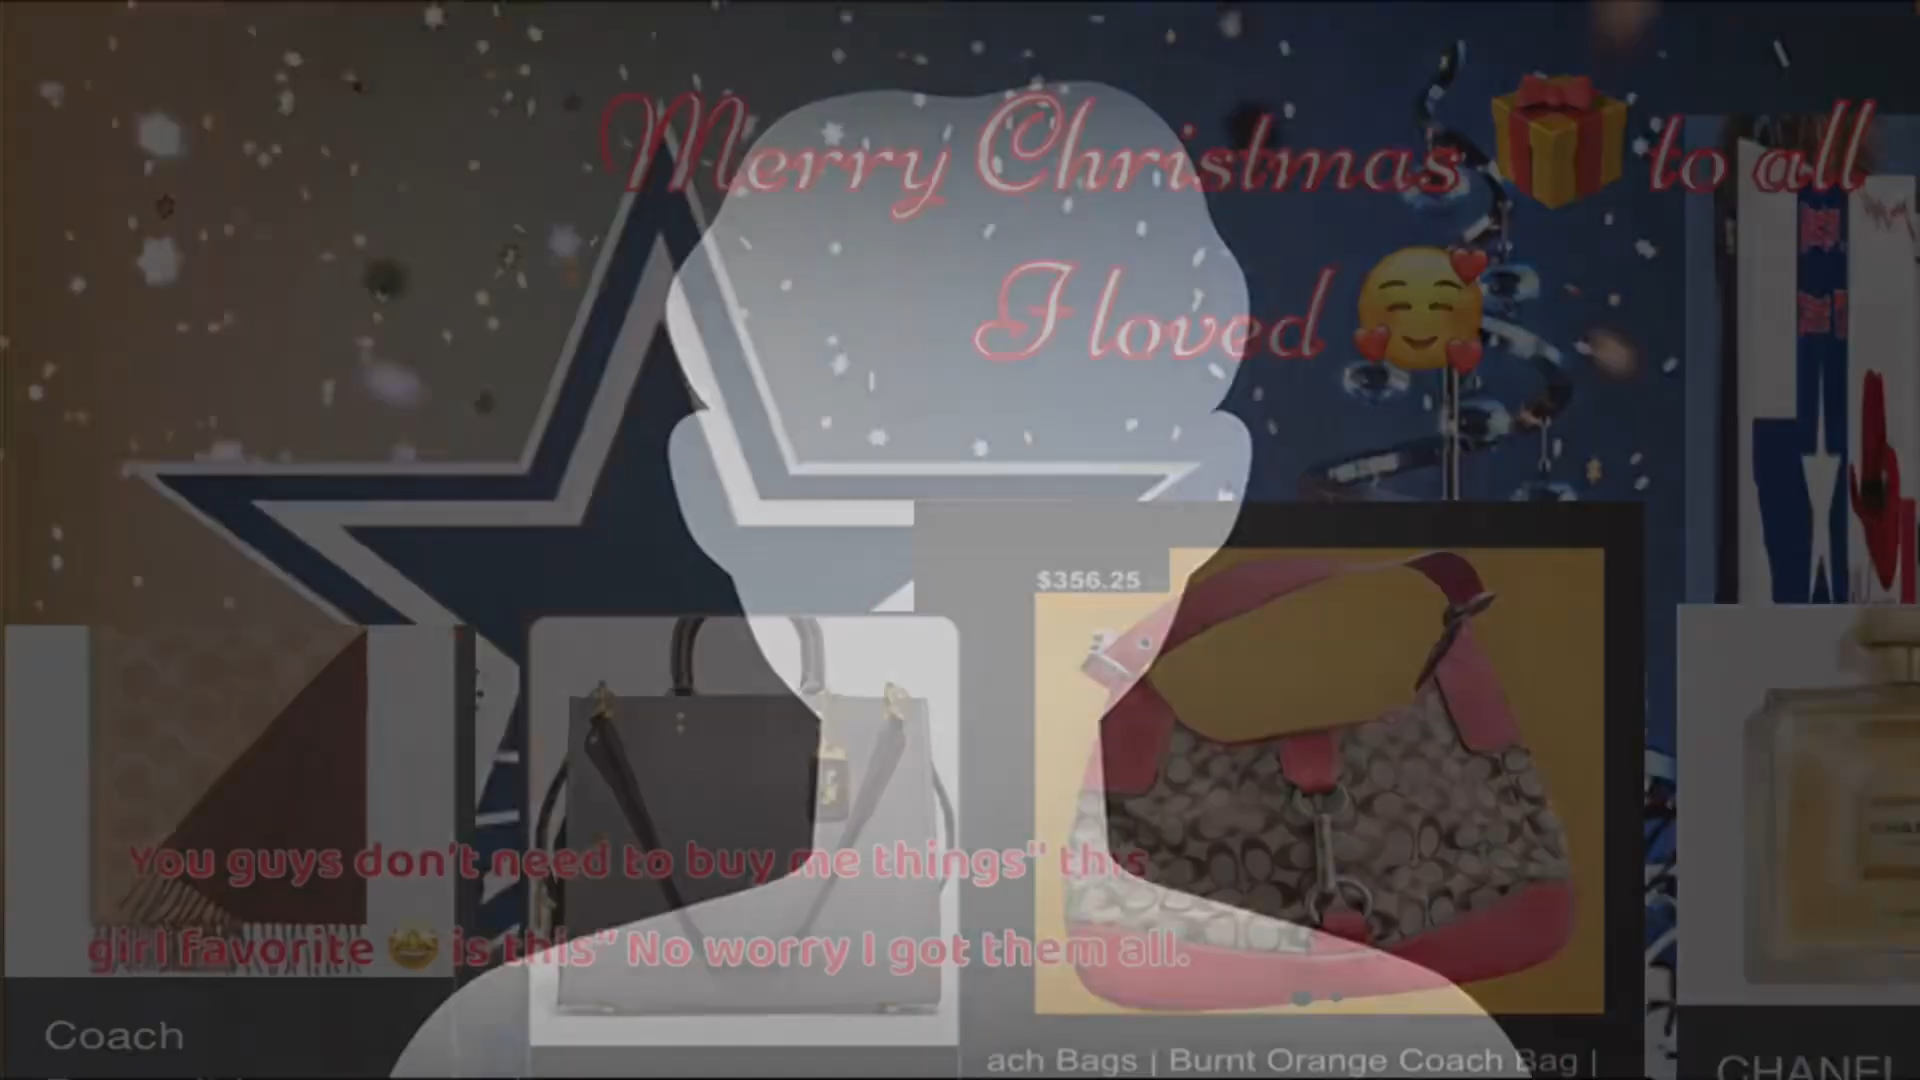 Merry Christmas 🎁 to all
I loved 🥰
$356.25
You guys don't need to buy me things" this
girl favorite 🤩 is this" No worry I got them all.
Coach
ach Bags | Burnt Orange Coach Bag |
CHANEL